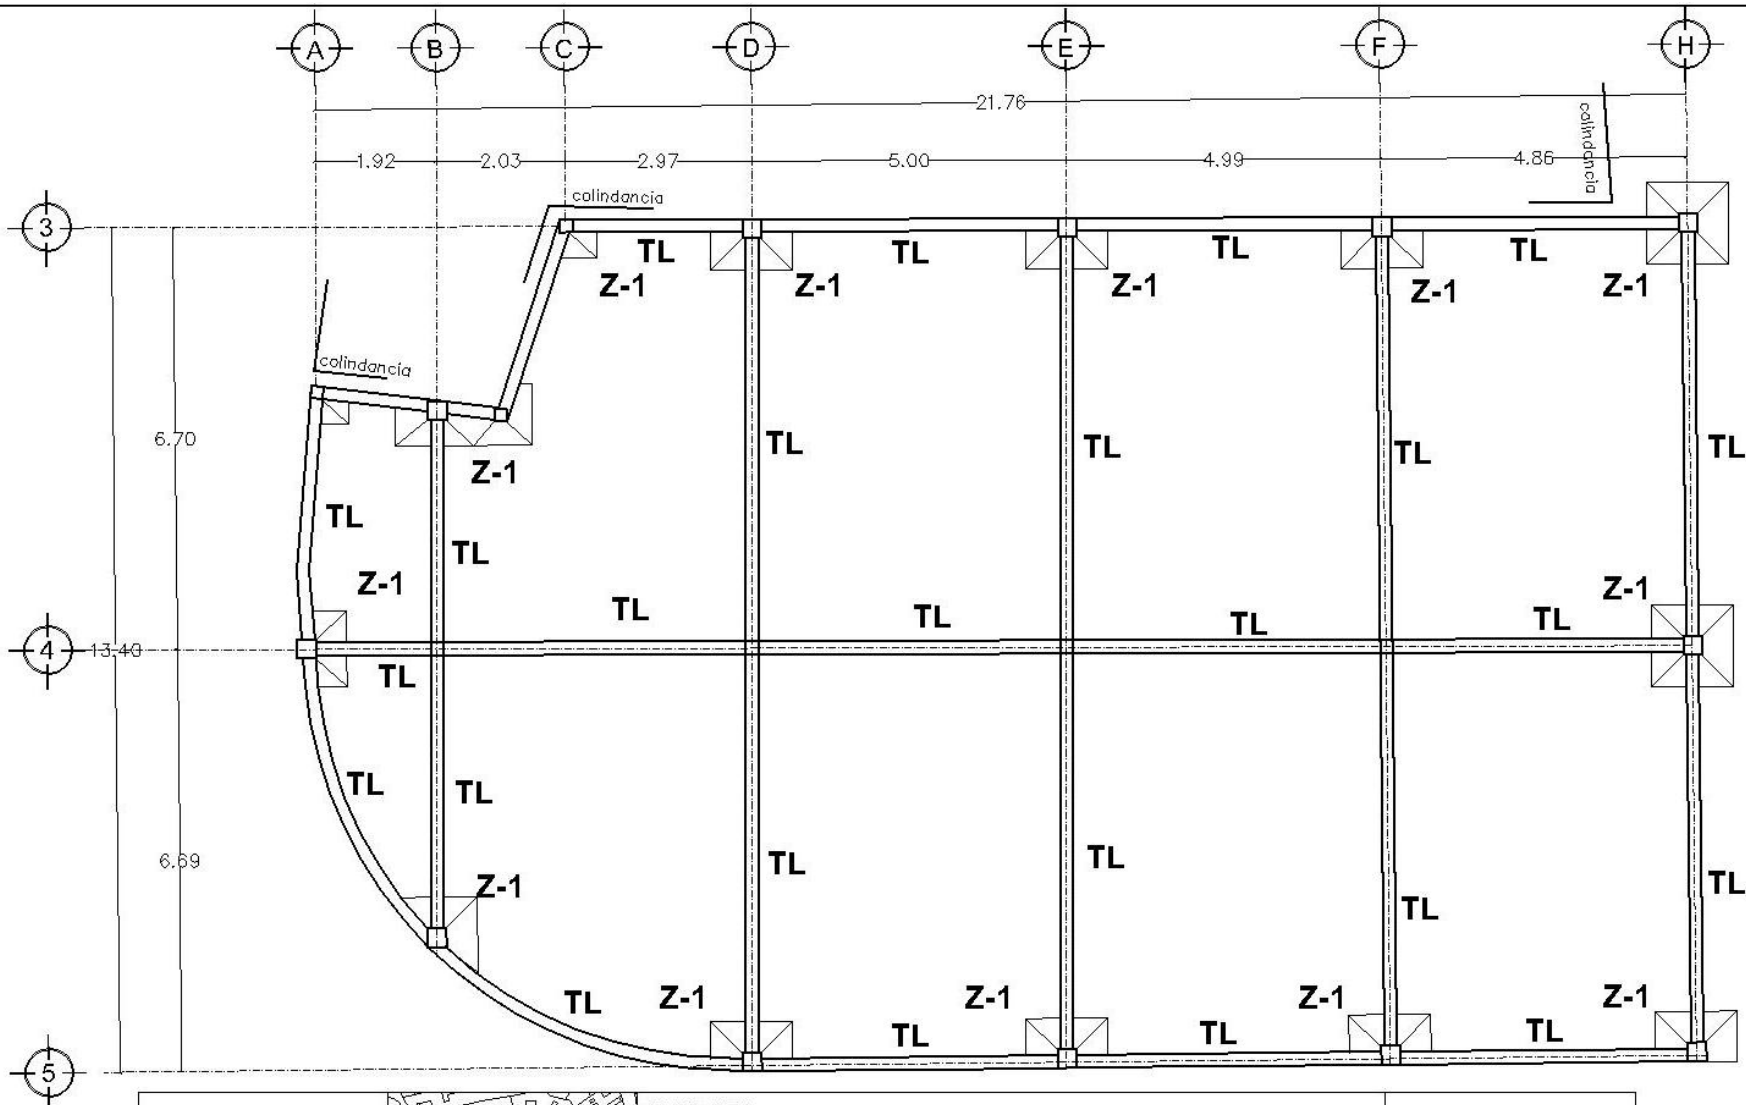 A B C D E F H
21.76
1.92 2.03 2.97 5.00 4.99 4.86
colindancia
colindancia
3
TL TL TL TL
Z-1 Z-1 Z-1 Z-1 Z-1
colindancia
6.70
TL TL TL TL
Z-1
TL
TL
Z-1 Z-1
TL TL TL TL
4 13.40
TL
TL TL
6.69
TL TL TL
Z-1
TL
Z-1 Z-1 Z-1 Z-1
TL
TL TL TL
5